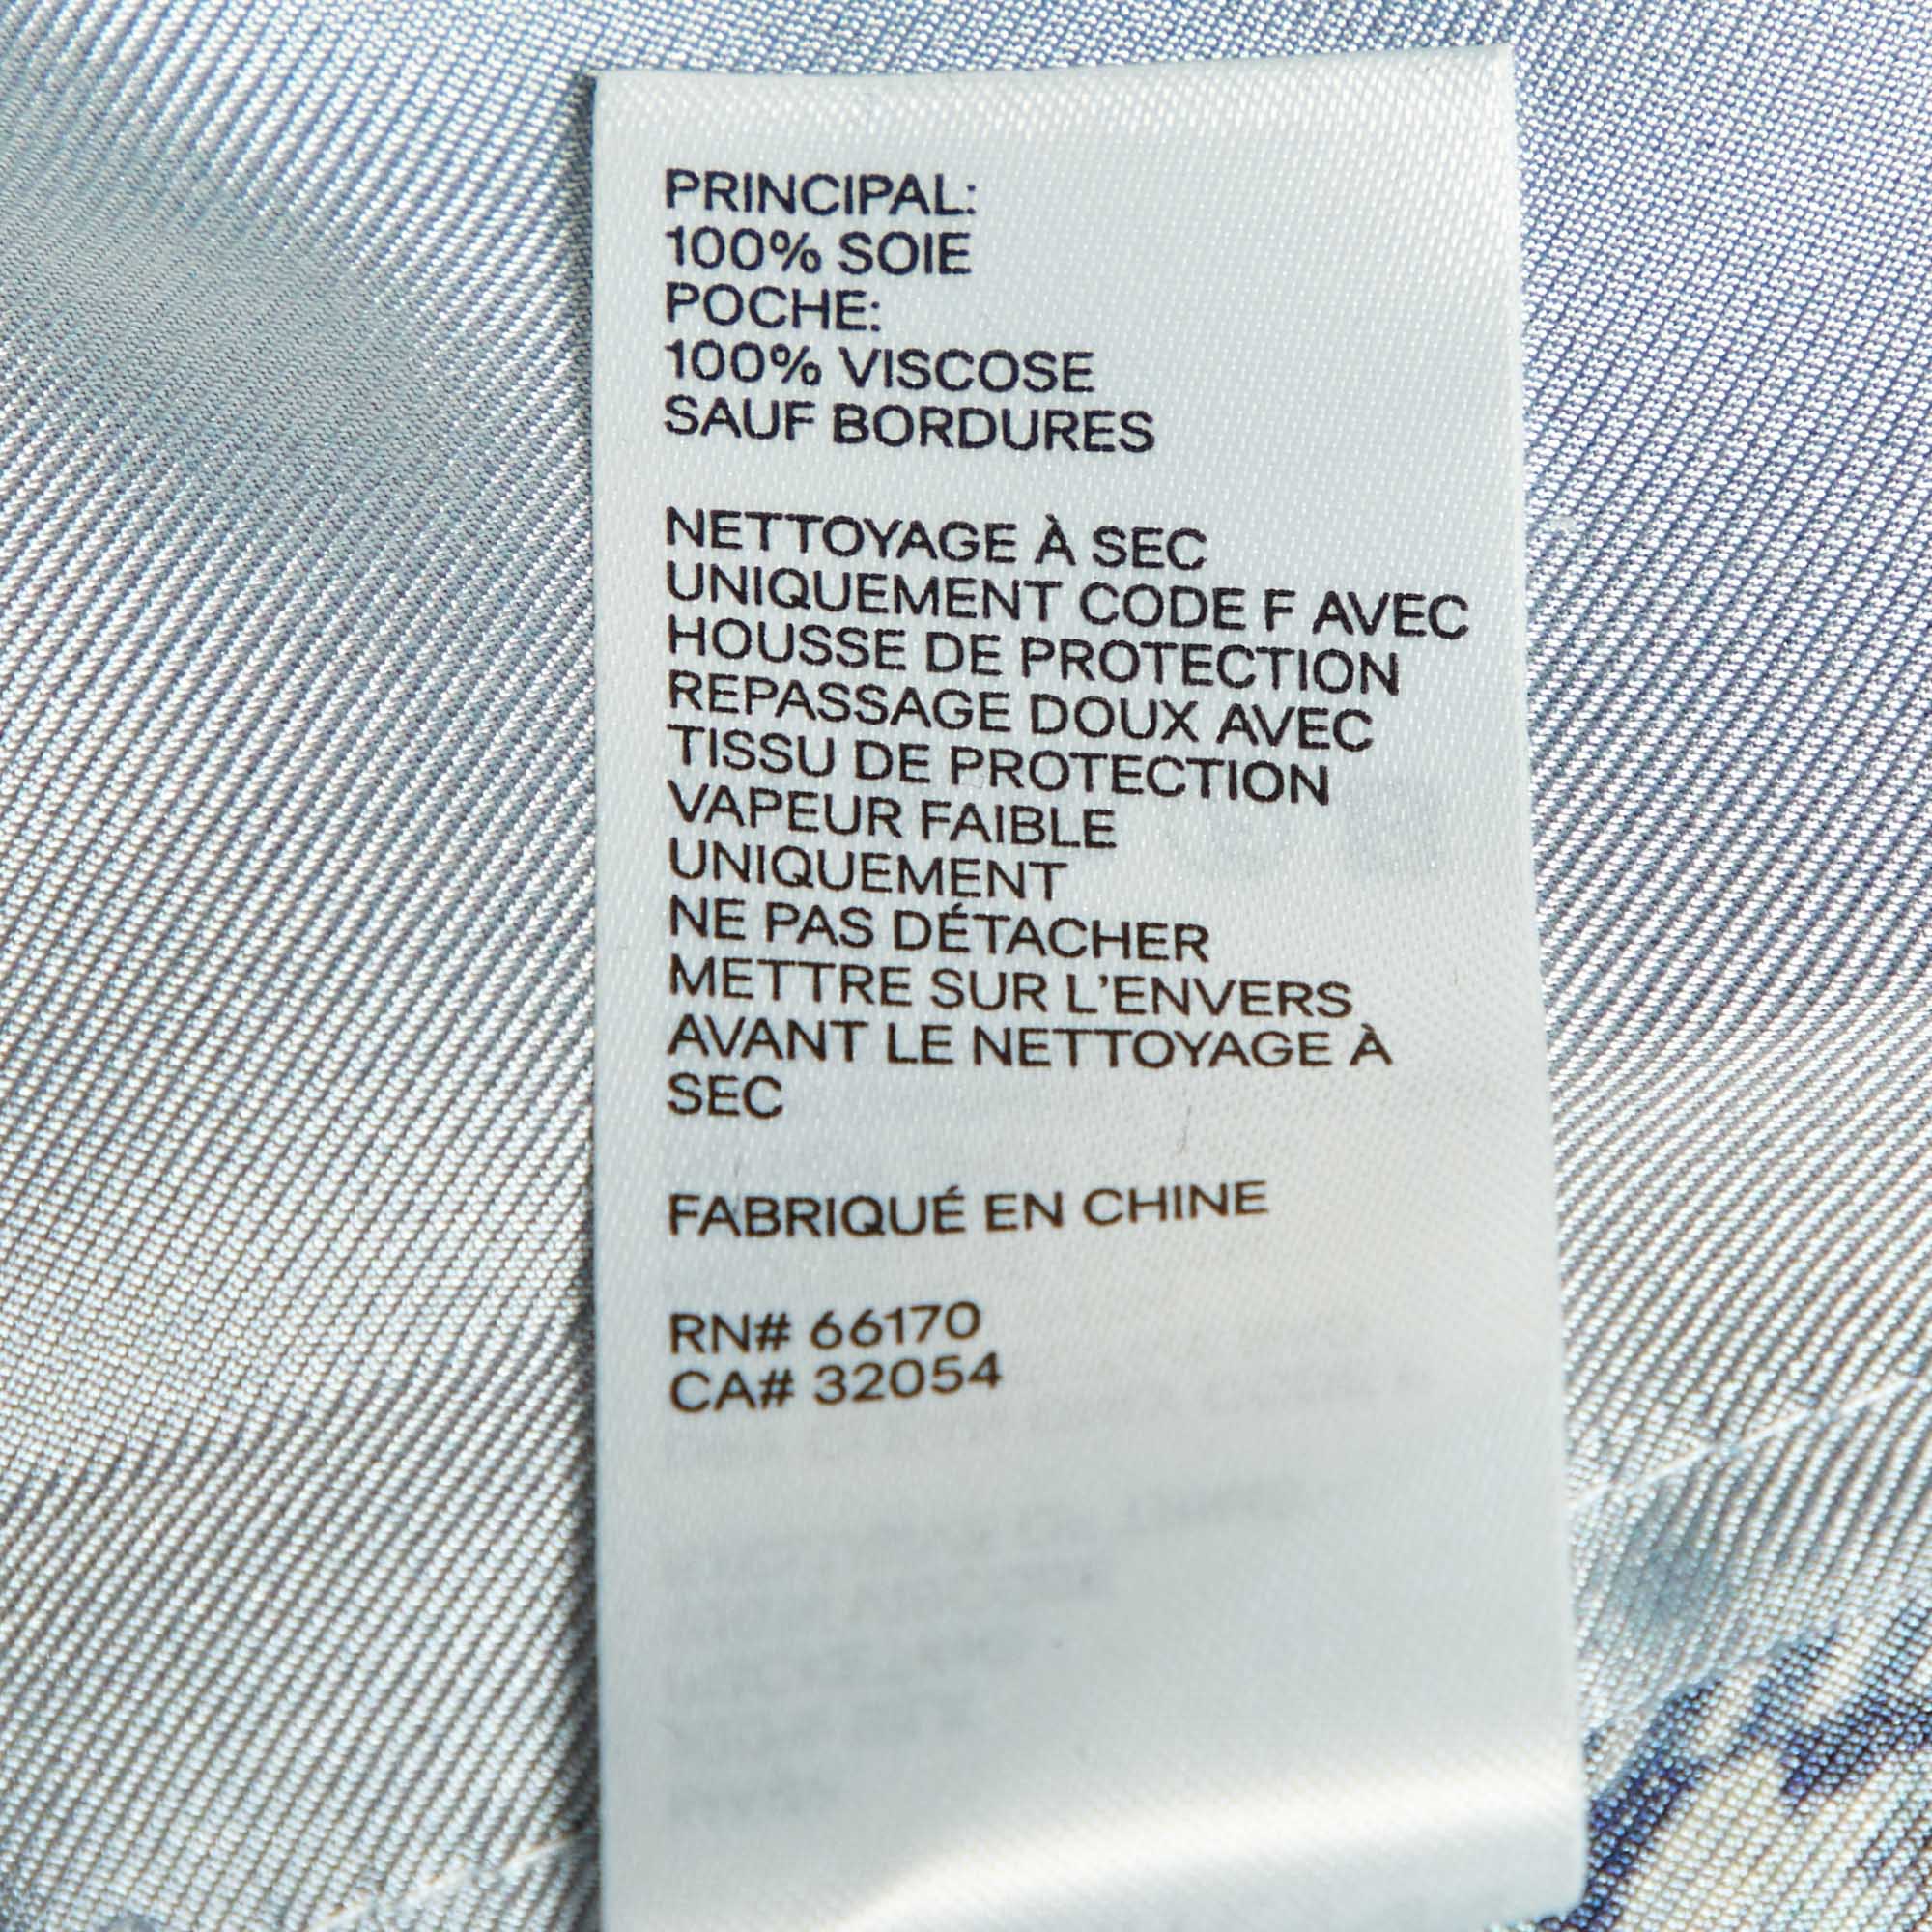 PRINCIPAL:
100% SOIE
POCHE:
100% VISCOSE
SAUF BORDURES
NETTOYAGE À SEC
UNIQUEMENT CODE F AVEC
HOUSSE DE PROTECTION
REPASSAGE DOUX AVEC
TISSU DE PROTECTION
VAPEUR FAIBLE
UNIQUEMENT
NE PAS DÉTACHER
METTRE SUR L'ENVERS
AVANT LE NETTOYAGE À
SEC
FABRIQUÉ EN CHINE
RN# 66170
CA# 32054